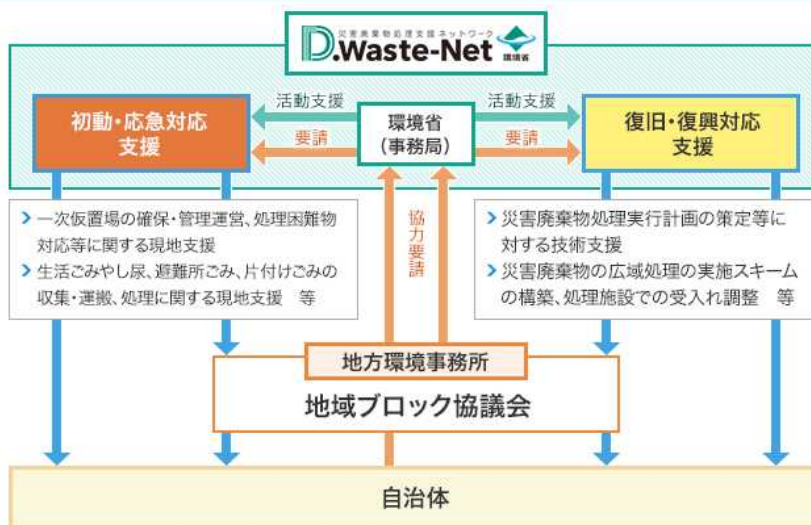 災害廃棄物処理支援ネットワーク
D.Waste-Net
環境省
初動・応急対応
支援
活動支援
要請
環境省
(事務局)
活動支援
要請
復旧・復興対応
支援
一次仮置場の確保・管理運営、処理困難物
対応等に関する現地支援
生活ごみやし尿、避難所ごみ、片付けごみの
収集・運搬、処理に関する現地支援　等
協力要請
災害廃棄物処理実行計画の策定等に
対する技術支援
災害廃棄物の広域処理の実施スキーム
の構築、処理施設での受入れ調整　等
地方環境事務所
地域ブロック協議会
自治体